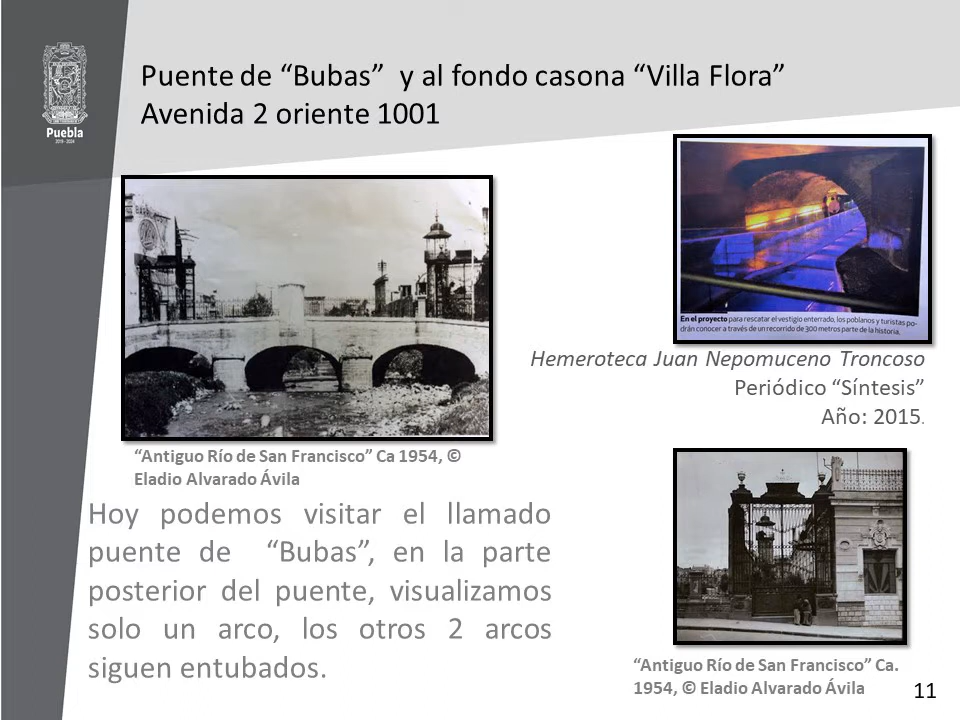 Puebla
Puente de “Bubas”  y al fondo casona “Villa Flora”
Avenida 2 oriente 1001
En el proyecto para rescatar el vestigio enterrado, los poblanos y turistas po-
drán conocer a través de un recorrido de 300 metros parte de la historia.
Hemeroteca Juan Nepomuceno Troncoso
Periódico “Síntesis”
Año: 2015.
“Antiguo Río de San Francisco” Ca 1954, ©
Eladio Alvarado Ávila
Hoy podemos visitar el llamado
puente de  “Bubas”, en la parte
posterior del puente, visualizamos
solo un arco, los otros 2 arcos
siguen entubados.
“Antiguo Río de San Francisco” Ca.
1954, © Eladio Alvarado Ávila
11